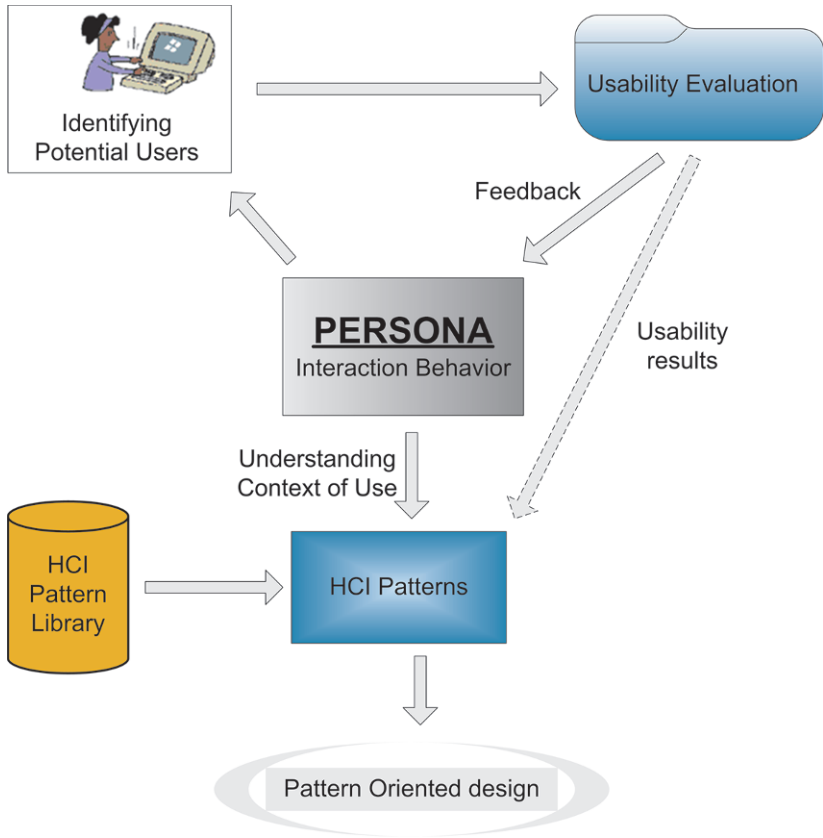 Identifying
Potential Users
Usability Evaluation
Feedback
PERSONA
Interaction Behavior
Usability
results
Understanding
Context of Use
HCI
Pattern
Library
HCI Patterns
Pattern Oriented design